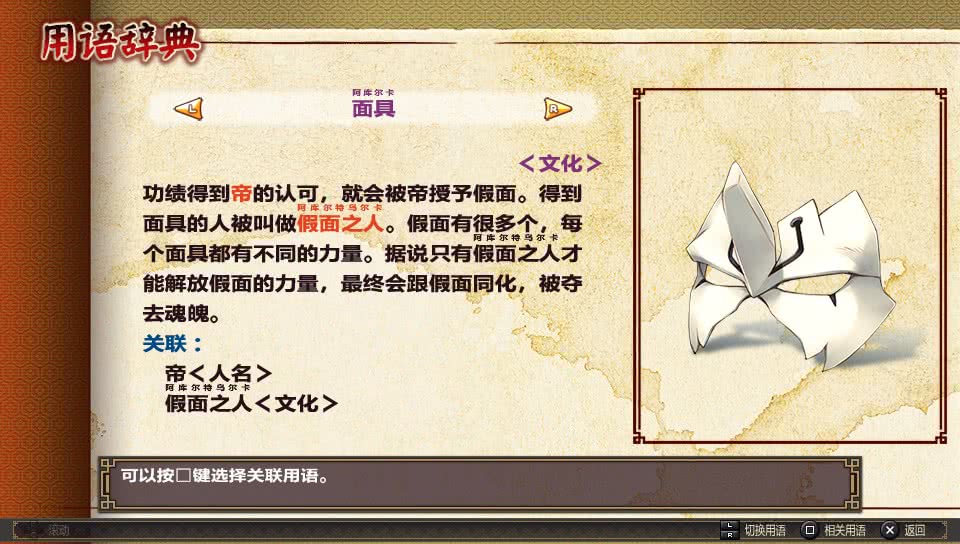 用语辞典
阿库尔卡
L 面具 R
<文化>
功绩得到帝的认可，就会被帝授予假面。得到
阿库尔特乌尔卡
面具的人被叫做假面之人。假面有很多个，每
阿库尔特乌尔卡
个面具都有不同的力量。据说只有假面之人才
能解放假面的力量，最终会跟假面同化，被夺
去魂魄。
关联：
帝<人名>
阿库尔特乌尔卡
假面之人<文化>
可以按□键选择关联用语。
滚动 L R 切换用语 相关用语 返回